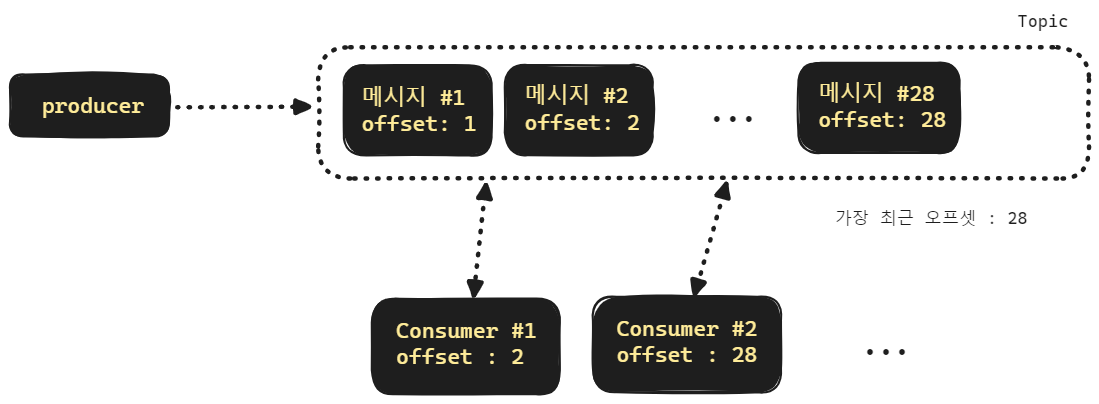 Topic
producer
메시지 #1
offset: 1
메시지 #2
offset: 2
...
메시지 #28
offset: 28
가장 최근 오프셋 : 28
Consumer #1
offset : 2
Consumer #2
offset : 28
...